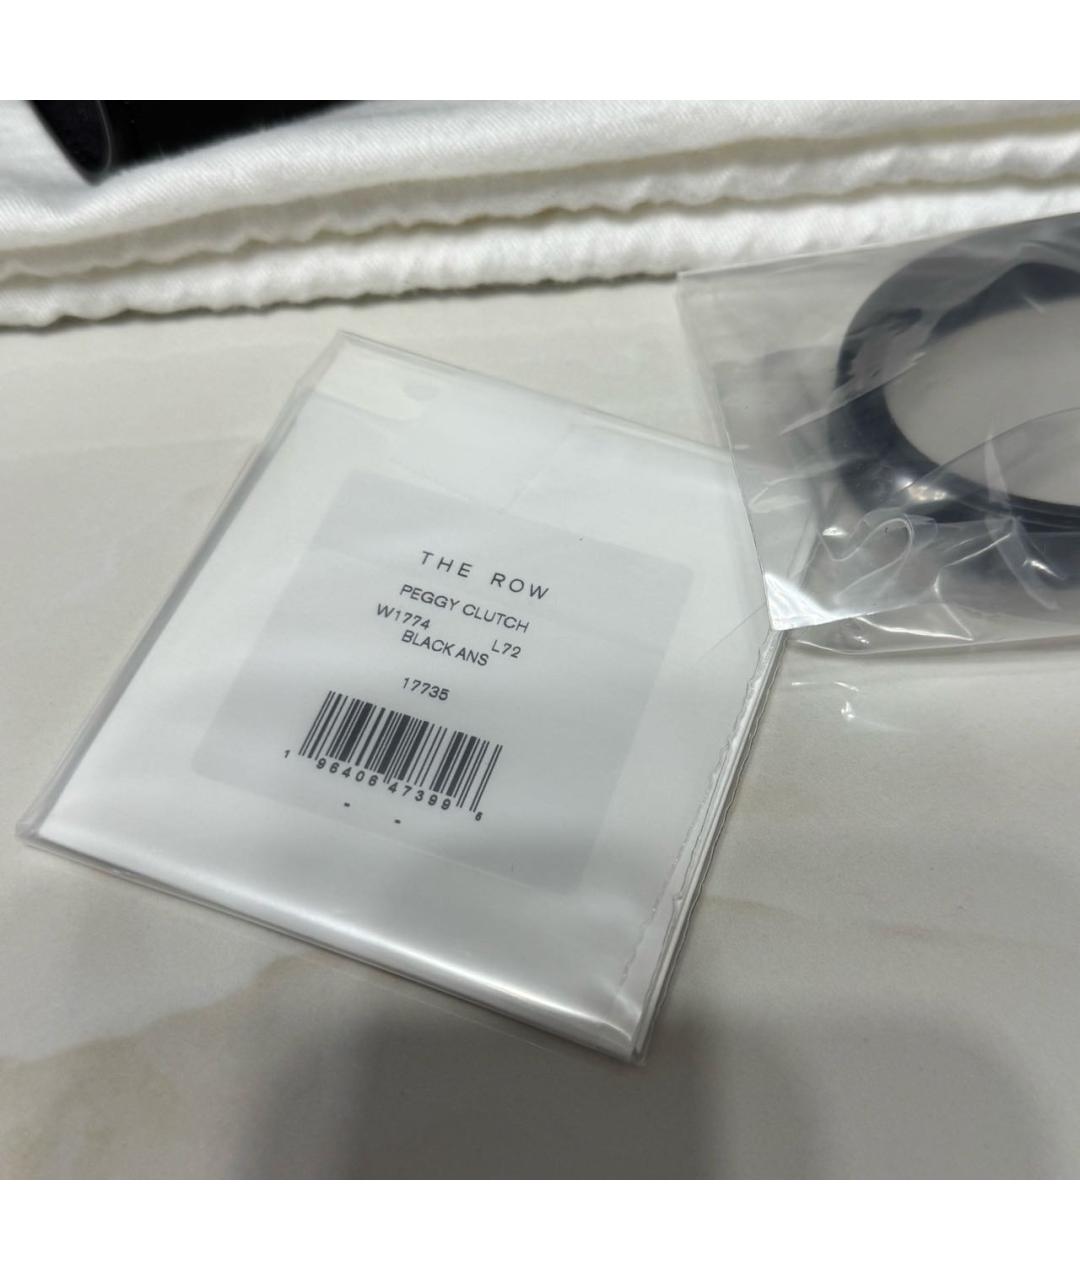 THE ROW
PEGGY CLUTCH
W1774 L72
BLACK ANS
17735
1 96406 47399 6